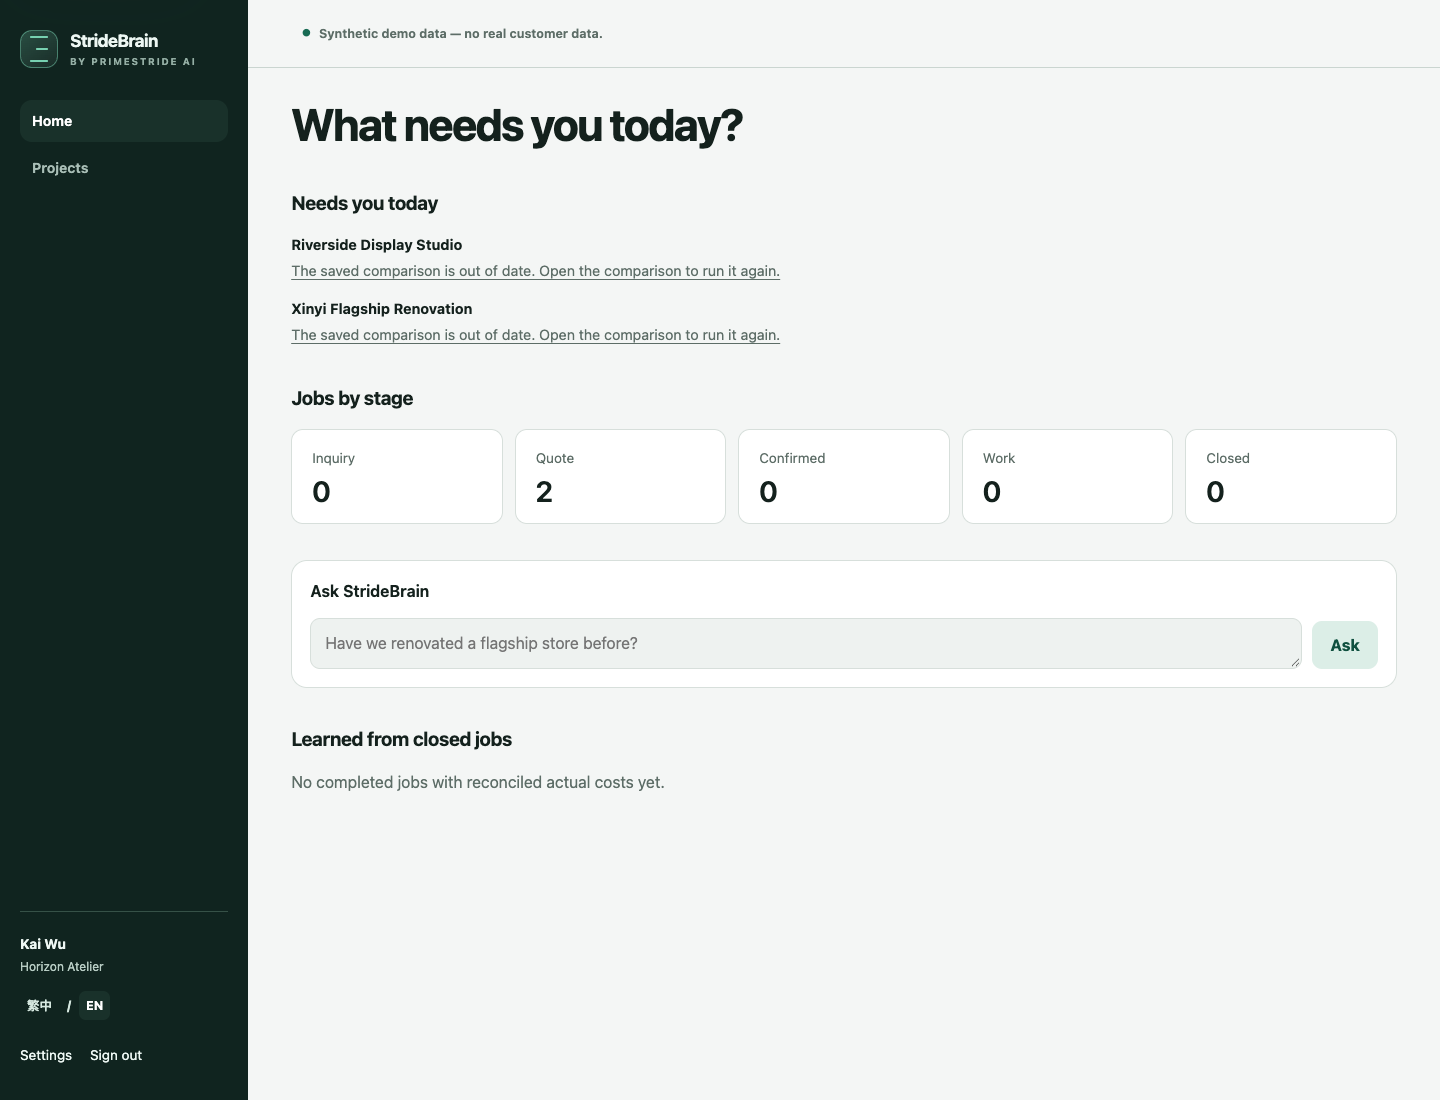 StrideBrain
BY PRIMESTRIDE AI
Home
Projects
Kai Wu
Horizon Atelier
繁中 / EN
Settings Sign out
Synthetic demo data — no real customer data.
What needs you today?
Needs you today
Riverside Display Studio
The saved comparison is out of date. Open the comparison to run it again.
Xinyi Flagship Renovation
The saved comparison is out of date. Open the comparison to run it again.
Jobs by stage
Inquiry
0
Quote
2
Confirmed
0
Work
0
Closed
0
Ask StrideBrain
Have we renovated a flagship store before?
Ask
Learned from closed jobs
No completed jobs with reconciled actual costs yet.